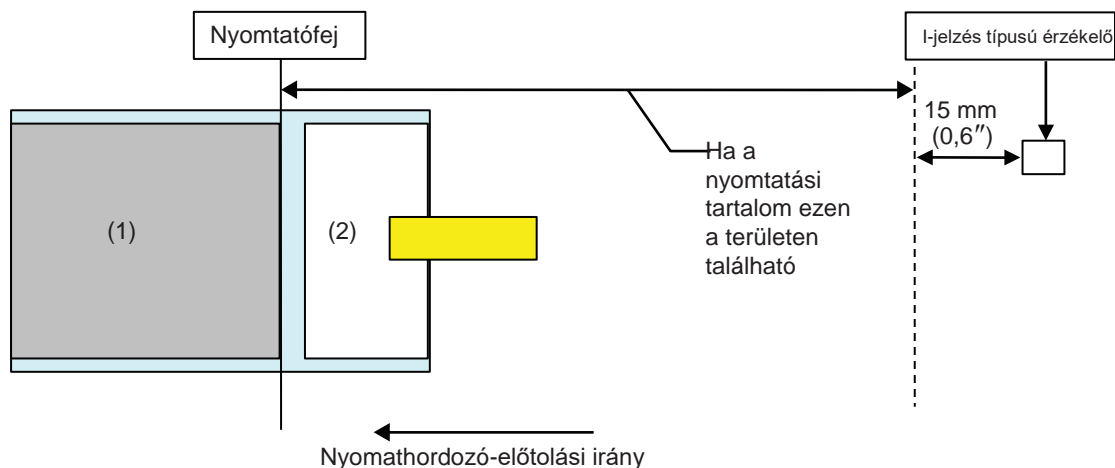 Nyomtatófej
I-jelzés típusú érzékelő
15 mm
(0,6″)
Ha a
nyomtatási
tartalom ezen
a területen
található
(1)
(2)
Nyomathordozó-előtolási irány